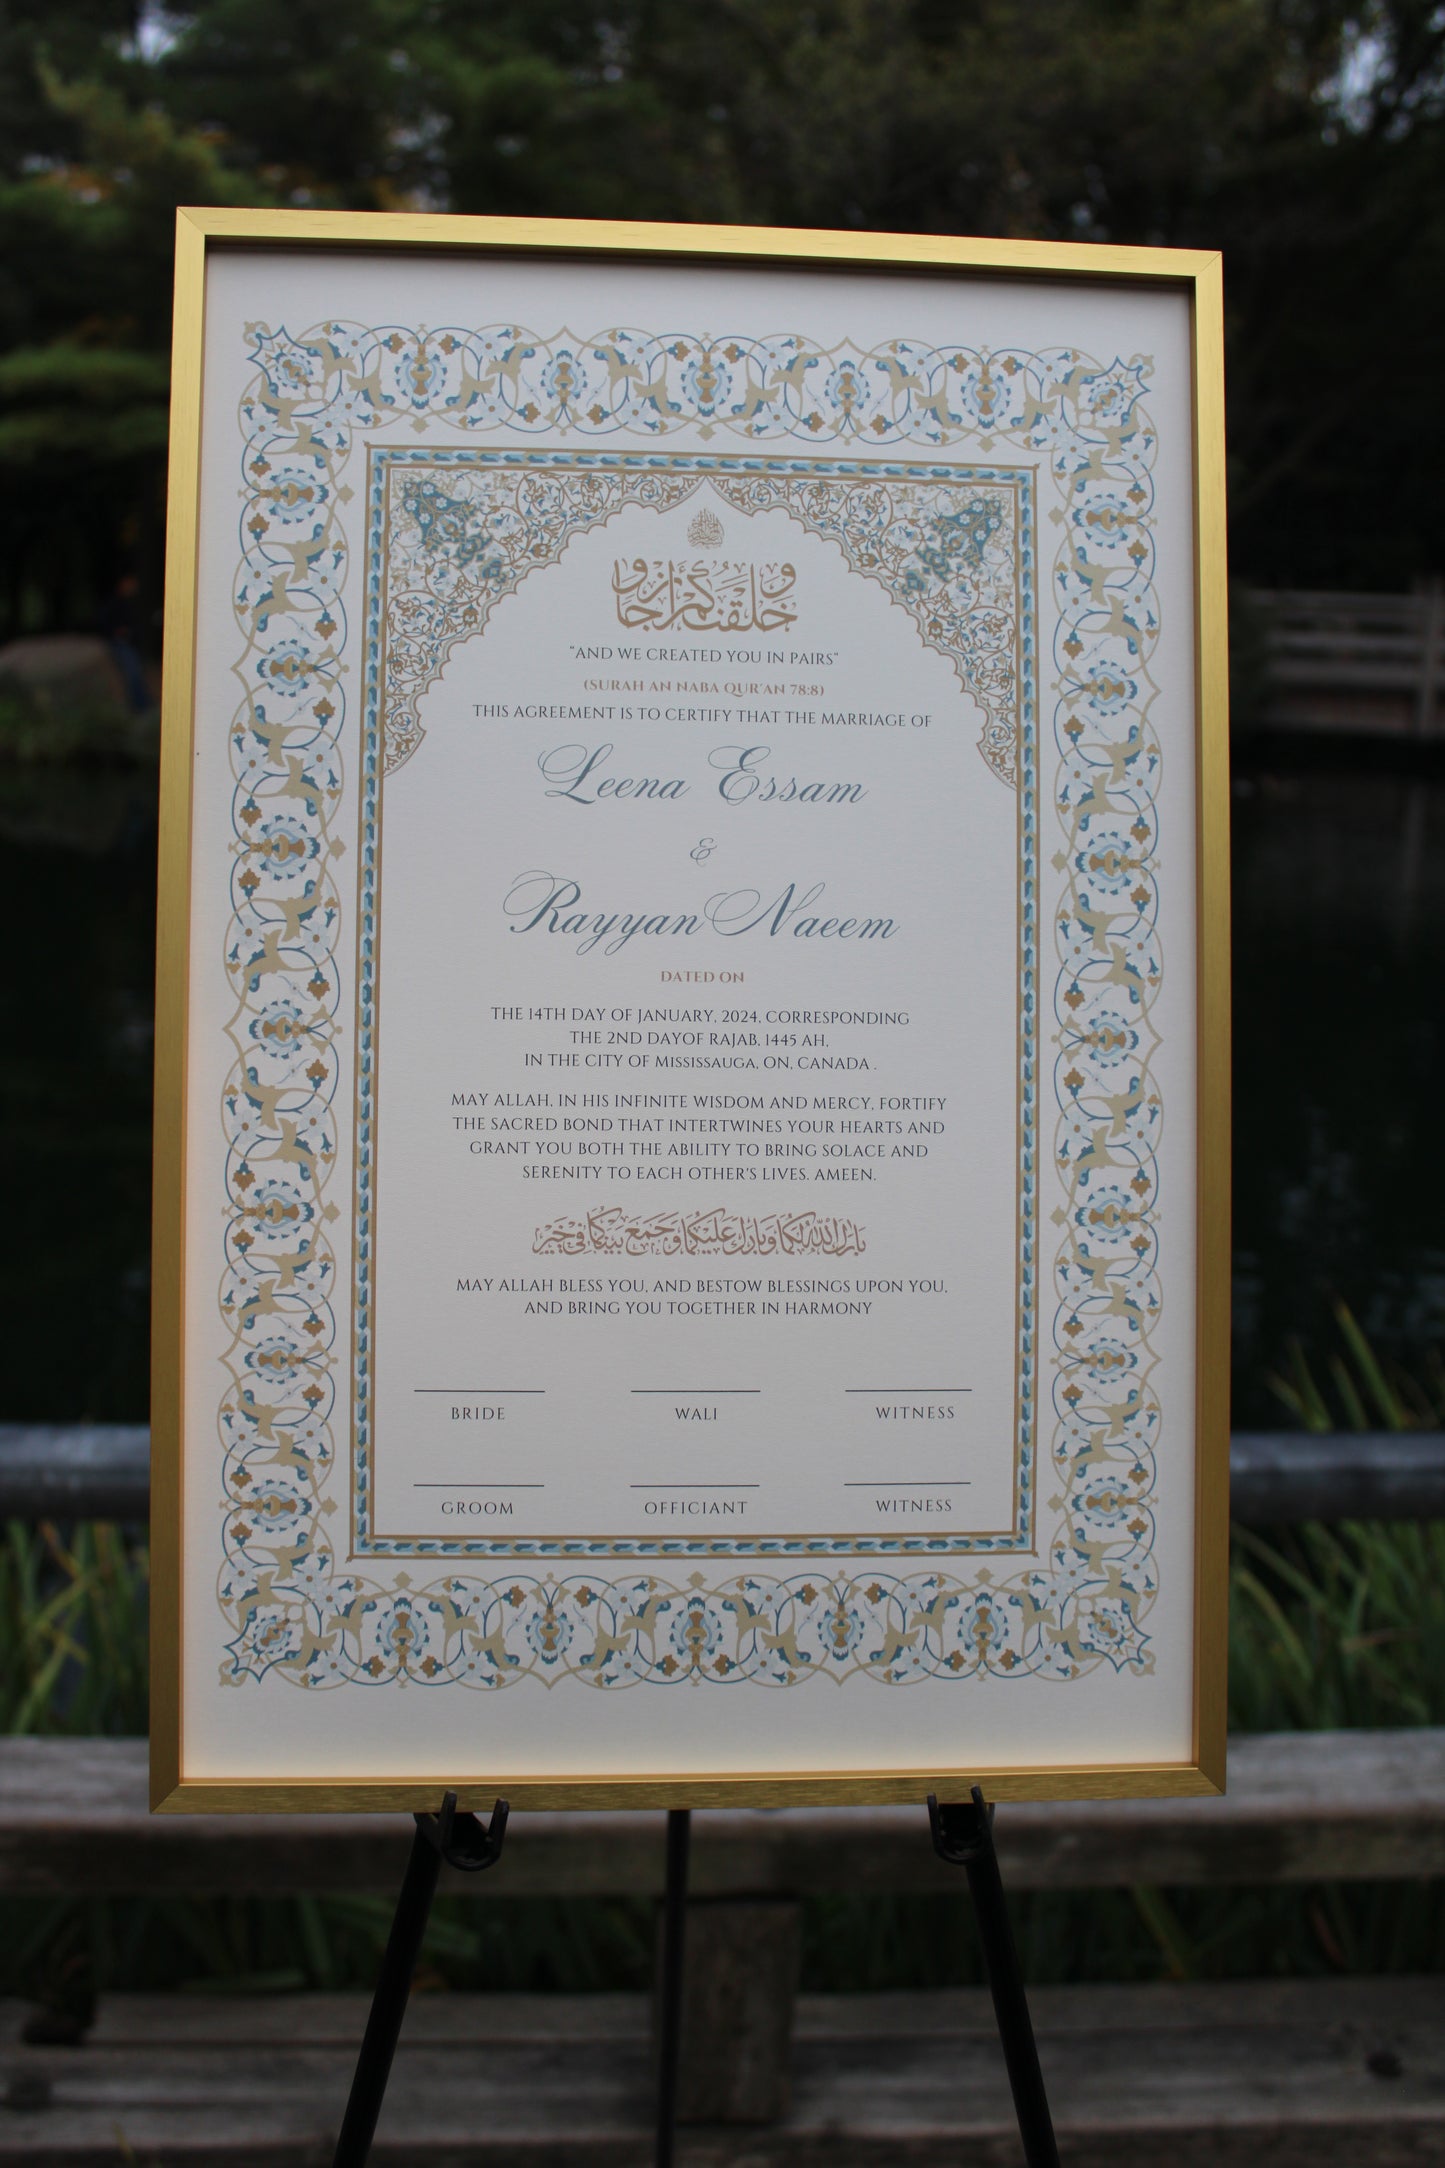 وخلقنكم أزواجا
“AND WE CREATED YOU IN PAIRS“
(SURAH AN NABA QUR'AN 78:8)
THIS AGREEMENT IS TO CERTIFY THAT THE MARRIAGE OF
Leena Essam
&
Rayyan Naeem
DATED ON
THE 14TH DAY OF JANUARY, 2024, CORRESPONDING
THE 2ND DAYOF RAJAB, 1445 AH,
IN THE CITY OF Mississauga, ON, CANADA .
MAY ALLAH, IN HIS INFINITE WISDOM AND MERCY, FORTIFY
THE SACRED BOND THAT INTERTWINES YOUR HEARTS AND
GRANT YOU BOTH THE ABILITY TO BRING SOLACE AND
SERENITY TO EACH OTHER'S LIVES. AMEEN.
بارك الله لكما وبارك عليكما وجمع بينكما في خير
MAY ALLAH BLESS YOU, AND BESTOW BLESSINGS UPON YOU,
AND BRING YOU TOGETHER IN HARMONY
BRIDE WALI WITNESS
GROOM OFFICIANT WITNESS